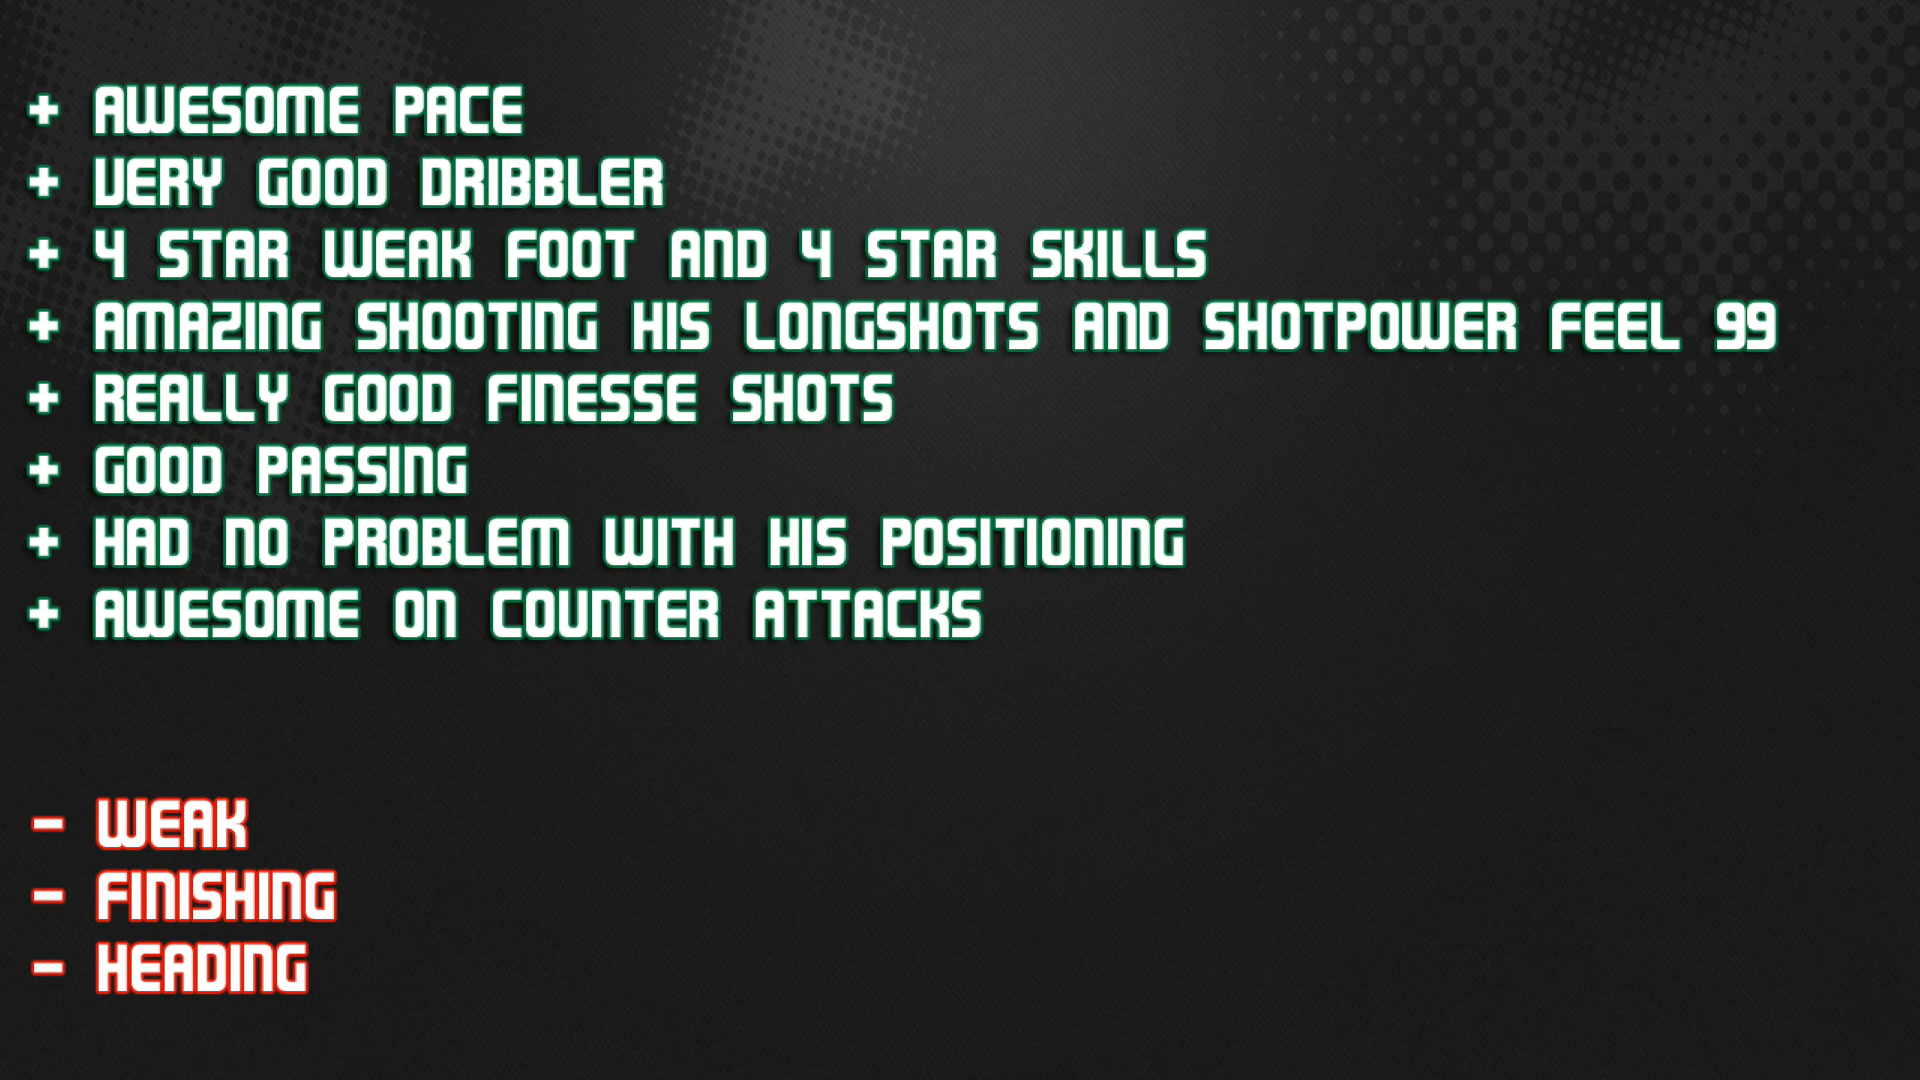 + AWESOME PACE
+ VERY GOOD DRIBBLER
+ 4 STAR WEAK FOOT AND 4 STAR SKILLS
+ AMAZING SHOOTING HIS LONGSHOTS AND SHOTPOWER FEEL 99
+ REALLY GOOD FINESSE SHOTS
+ GOOD PASSING
+ HAD NO PROBLEM WITH HIS POSITIONING
+ AWESOME ON COUNTER ATTACKS
- WEAK
- FINISHING
- HEADING